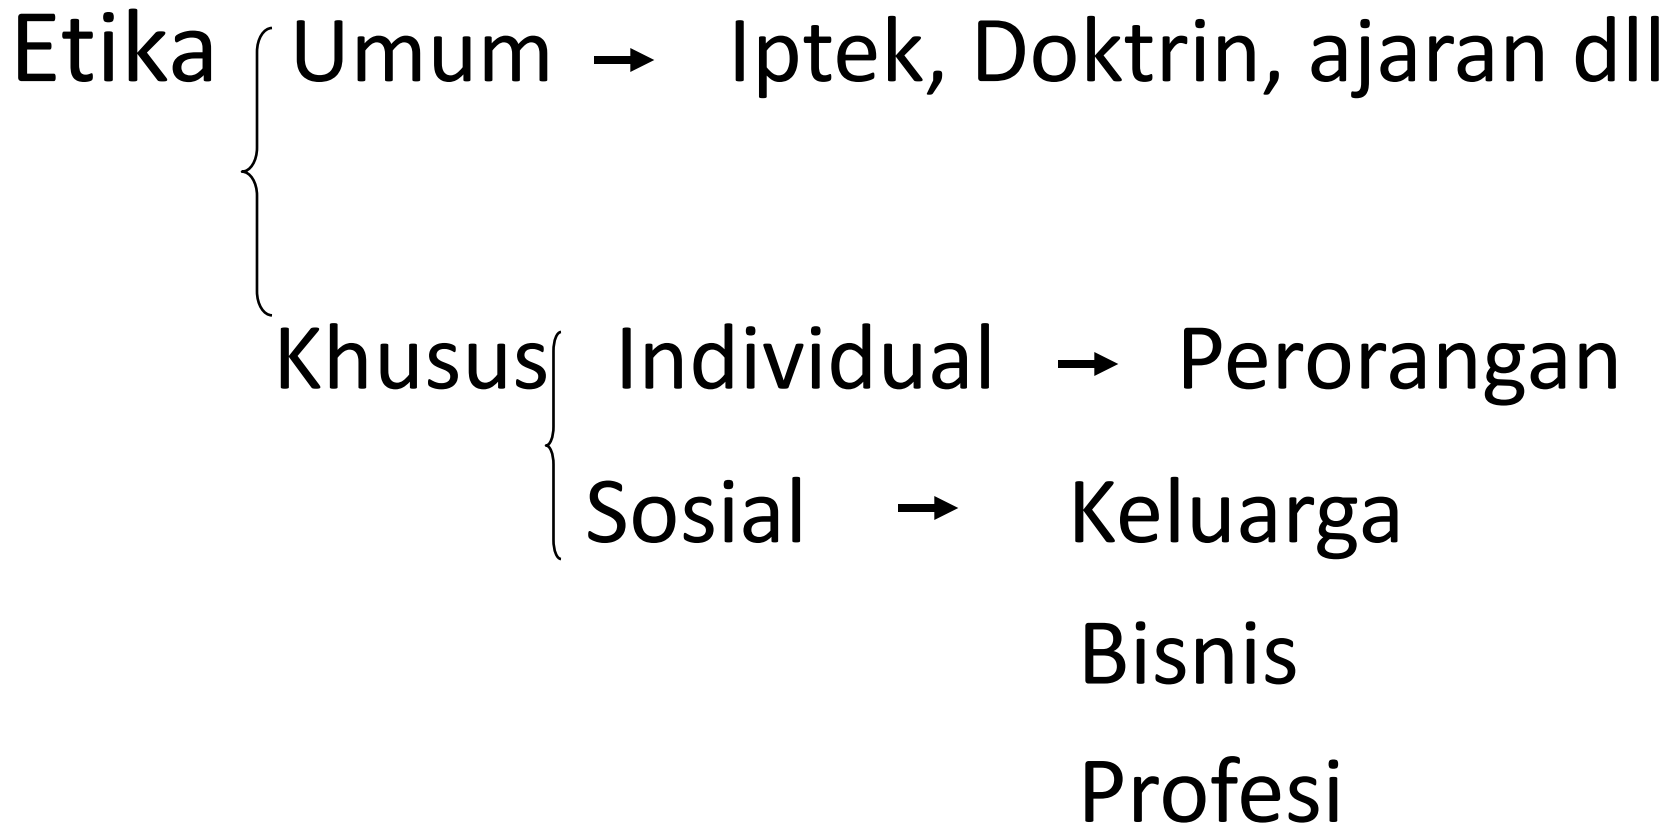 Etika Umum → Iptek, Doktrin, ajaran dll
Khusus Individual → Perorangan
Sosial → Keluarga
Bisnis
Profesi